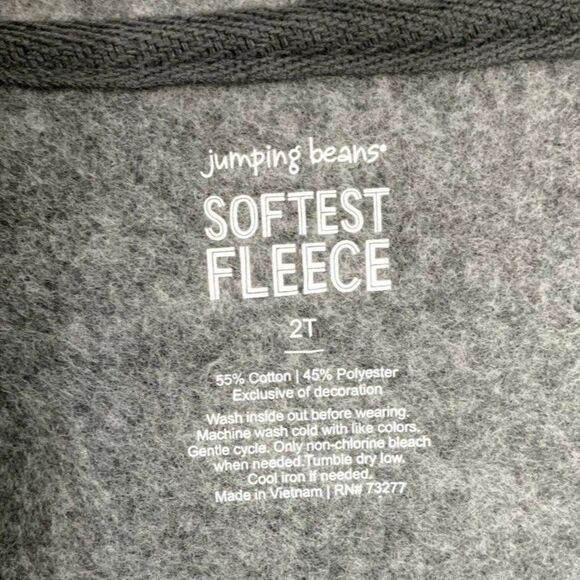 jumping beans®
SOFTEST
FLEECE
2T
55% Cotton | 45% Polyester
Exclusive of decoration
Wash inside out before wearing.
Machine wash cold with like colors.
Gentle cycle. Only non-chlorine bleach
when needed.Tumble dry low.
Cool iron if needed.
Made in Vietnam | RN# 73277